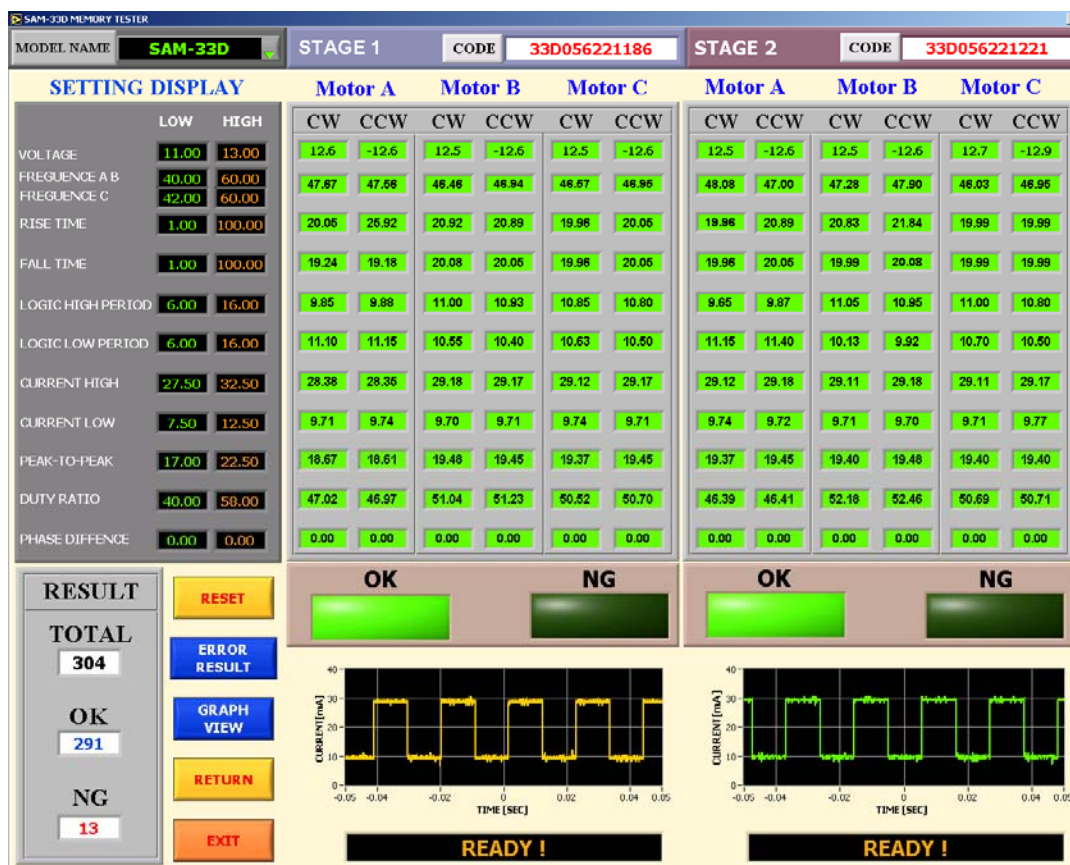 SAM-33D MEMORY TESTER
MODEL NAME SAM-33D STAGE 1 CODE 33D056221186 STAGE 2 CODE 33D056221221
SETTING DISPLAY Motor A Motor B Motor C Motor A Motor B Motor C
LOW HIGH CW CCW CW CCW CW CCW CW CCW CW CCW CW CCW
VOLTAGE 11.00 13.00 12.6 -12.6 12.5 -12.6 12.5 -12.6 12.5 -12.6 12.5 -12.6 12.7 -12.9
FREGUENCE A B 40.00 60.00 47.67 47.56 46.46 46.94 46.57 46.95 48.08 47.00 47.28 47.90 46.03 46.95
FREGUENCE C 42.00 60.00
RISE TIME 1.00 100.00 20.05 25.92 20.92 20.89 19.96 20.05 19.96 20.89 20.83 21.84 19.99 19.99
FALL TIME 1.00 100.00 19.24 19.18 20.08 20.05 19.96 20.05 19.96 20.05 19.99 20.08 19.99 19.99
LOGIC HIGH PERIOD 6.00 16.00 9.85 9.88 11.00 10.93 10.85 10.80 9.65 9.87 11.05 10.95 11.00 10.80
LOGIC LOW PERIOD 6.00 16.00 11.10 11.15 10.55 10.40 10.63 10.50 11.15 11.40 10.13 9.92 10.70 10.50
CURRENT HIGH 27.50 32.50 28.38 28.35 29.18 29.17 29.12 29.17 29.12 29.18 29.11 29.18 29.11 29.17
CURRENT LOW 7.50 12.50 9.71 9.74 9.70 9.71 9.74 9.71 9.74 9.72 9.71 9.70 9.71 9.77
PEAK-TO-PEAK 17.00 22.50 18.67 18.61 19.48 19.45 19.37 19.45 19.37 19.45 19.40 19.48 19.40 19.40
DUTY RATIO 40.00 58.00 47.02 46.97 51.04 51.23 50.52 50.70 46.39 46.41 52.18 52.46 50.69 50.71
PHASE DIFFENCE 0.00 0.00 0.00 0.00 0.00 0.00 0.00 0.00 0.00 0.00 0.00 0.00 0.00 0.00
RESULT
TOTAL
304
OK
291
NG
13
RESET
ERROR
RESULT
GRAPH
VIEW
RETURN
EXIT
OK NG
CURRENT[mA]
40
30
20
10
0
-0.05 -0.04 -0.02 0 0.02 0.04 0.05
TIME [SEC]
READY !
OK NG
CURRENT[mA]
40
30
20
10
0
-0.05 -0.04 -0.02 0 0.02 0.04 0.05
TIME [SEC]
READY !